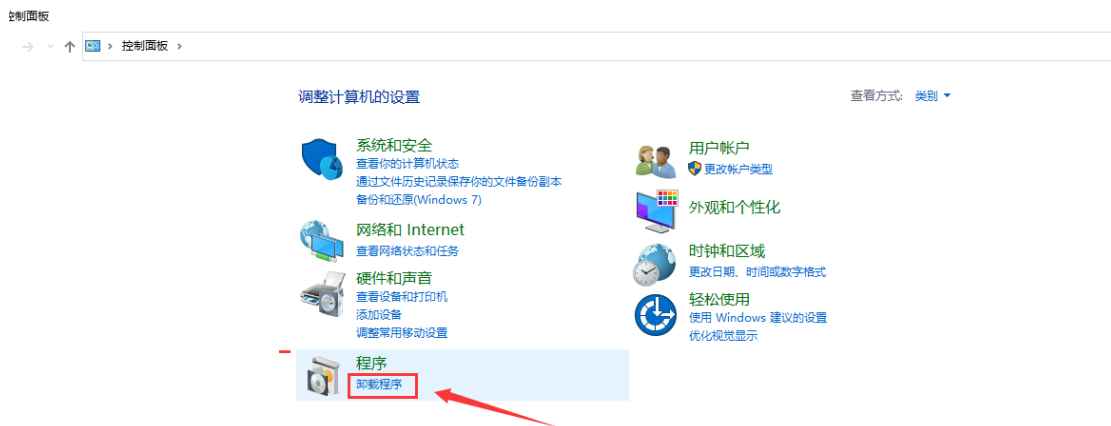 控制面板
控制面板
调整计算机的设置
查看方式: 类别
系统和安全
查看你的计算机状态
通过文件历史记录保存你的文件备份副本
备份和还原(Windows 7)
网络和 Internet
查看网络状态和任务
硬件和声音
查看设备和打印机
添加设备
调整常用移动设置
程序
卸载程序
用户帐户
更改帐户类型
外观和个性化
时钟和区域
更改日期、时间或数字格式
轻松使用
使用 Windows 建议的设置
优化视觉显示